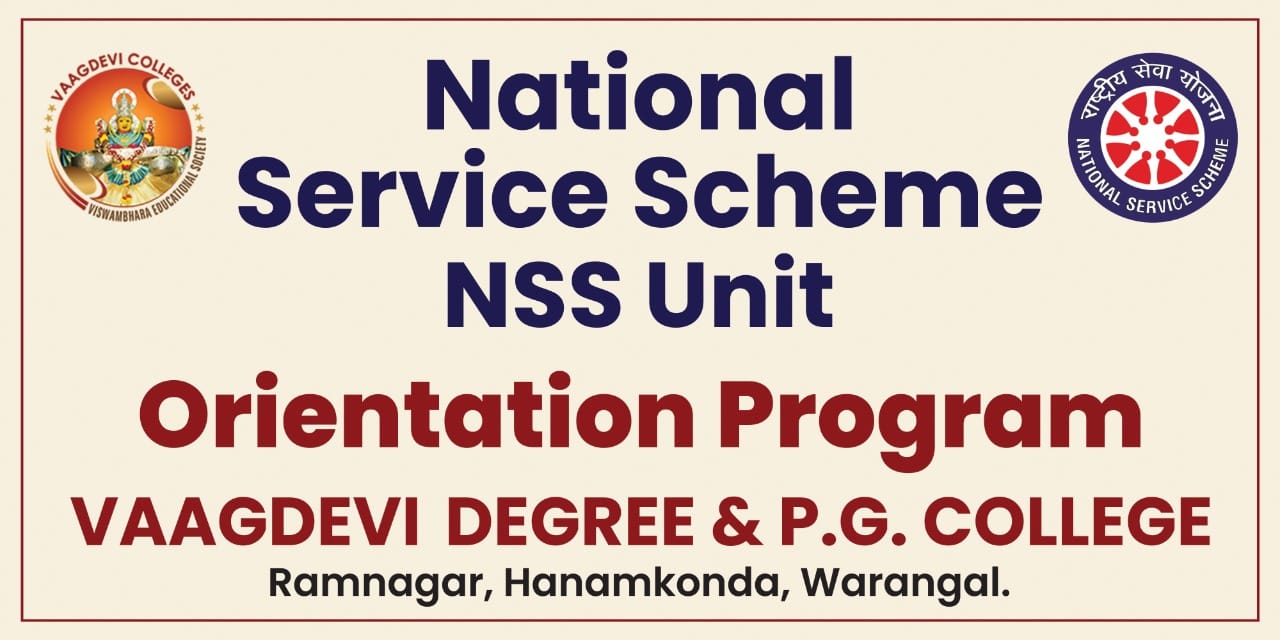 VAAGDEVI COLLEGES
VISWAMBHARA EDUCATIONAL SOCIETY
राष्ट्रीय सेवा योजना
NATIONAL SERVICE SCHEME
National
Service Scheme
NSS Unit
Orientation Program
VAAGDEVI DEGREE & P.G. COLLEGE
Ramnagar, Hanamkonda, Warangal.